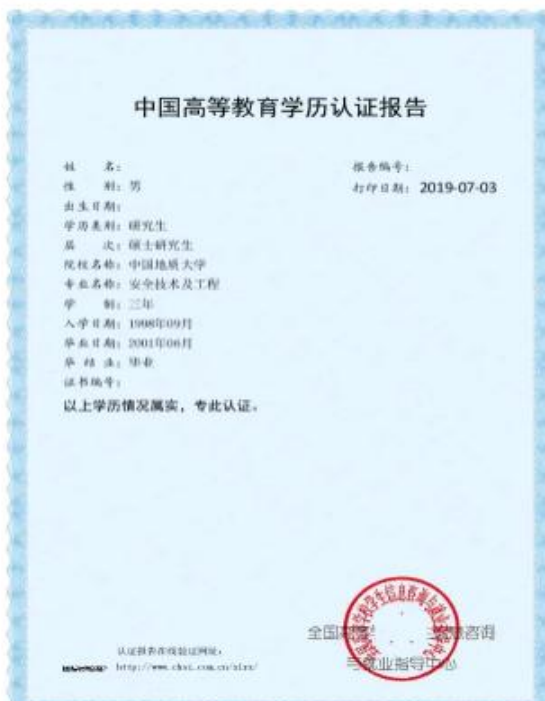 中国高等教育学历认证报告
姓 名：
报告编号：
性 别：男
打印日期：2019-07-03
出生日期：
学历类别：研究生
层 次：硕士研究生
院校名称：中国地质大学
专业名称：安全技术及工程
学 制：三年
入学日期：1998年09月
毕业日期：2001年06月
毕 结 业：毕业
证书编号：
以上学历情况属实，专此认证。
全国高 咨询
与就业指导中心
认证报告在线验证网址：
http://www.chsi.com.cn/xlrz/